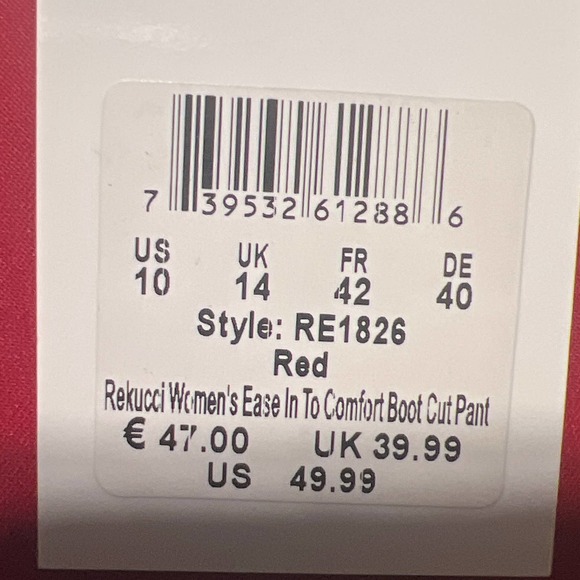 7 39532 61288 6
US UK FR DE
10 14 42 40
Style: RE1826
Red
Rekucci Women's Ease In To Comfort Boot Cut Pant
€ 47.00 UK 39.99
US 49.99